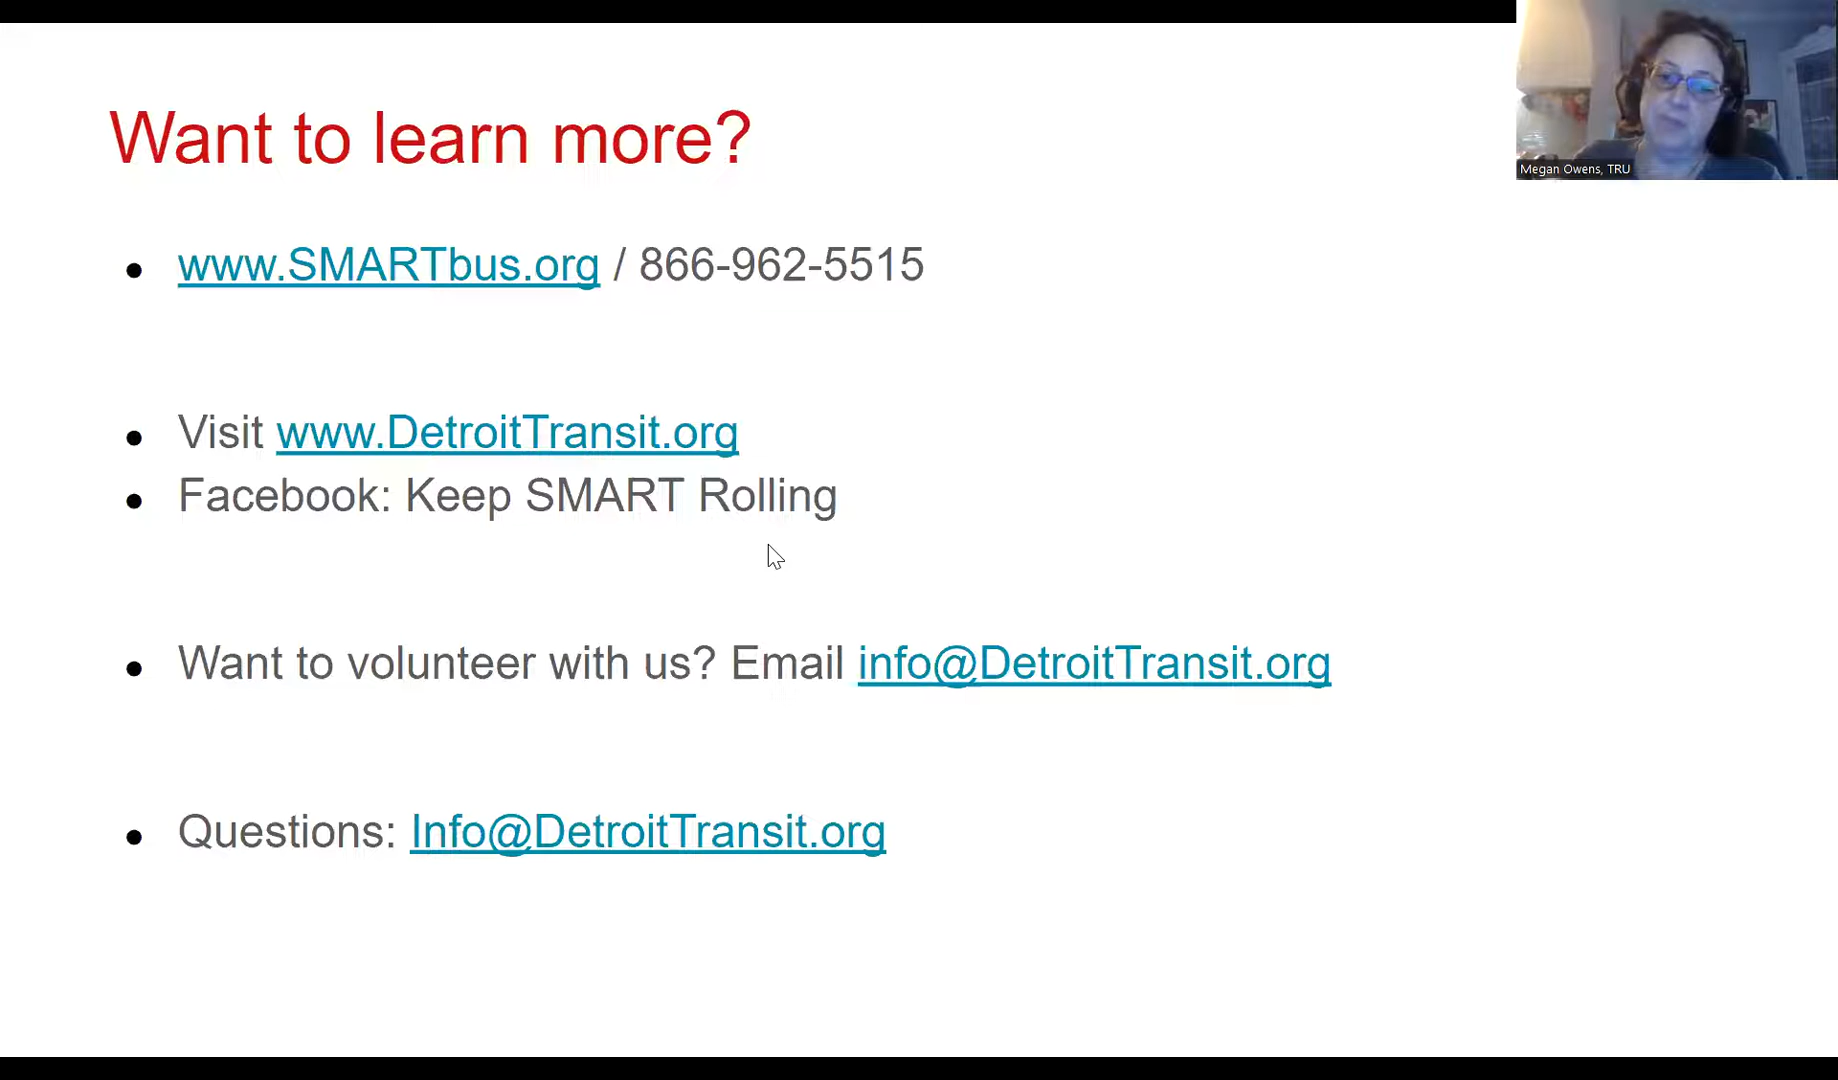 Want to learn more?
Megan Owens, TRU
● www.SMARTbus.org / 866-962-5515
● Visit www.DetroitTransit.org
● Facebook: Keep SMART Rolling
● Want to volunteer with us? Email info@DetroitTransit.org
● Questions: Info@DetroitTransit.org